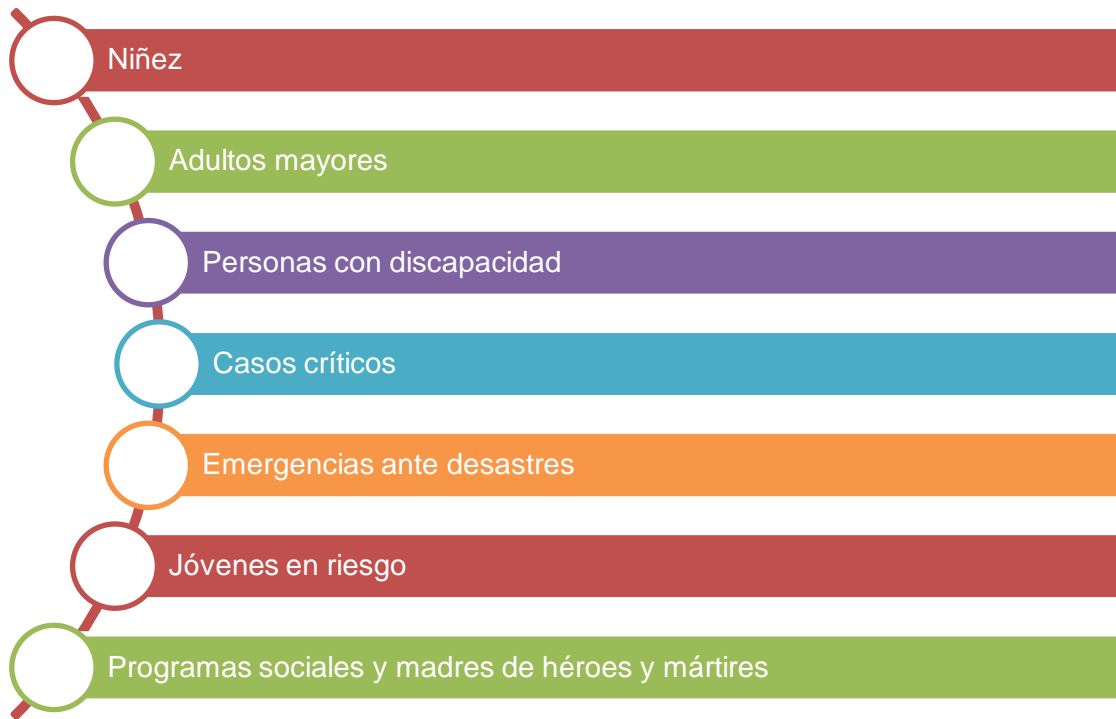 Niñez
Adultos mayores
Personas con discapacidad
Casos críticos
Emergencias ante desastres
Jóvenes en riesgo
Programas sociales y madres de héroes y mártires